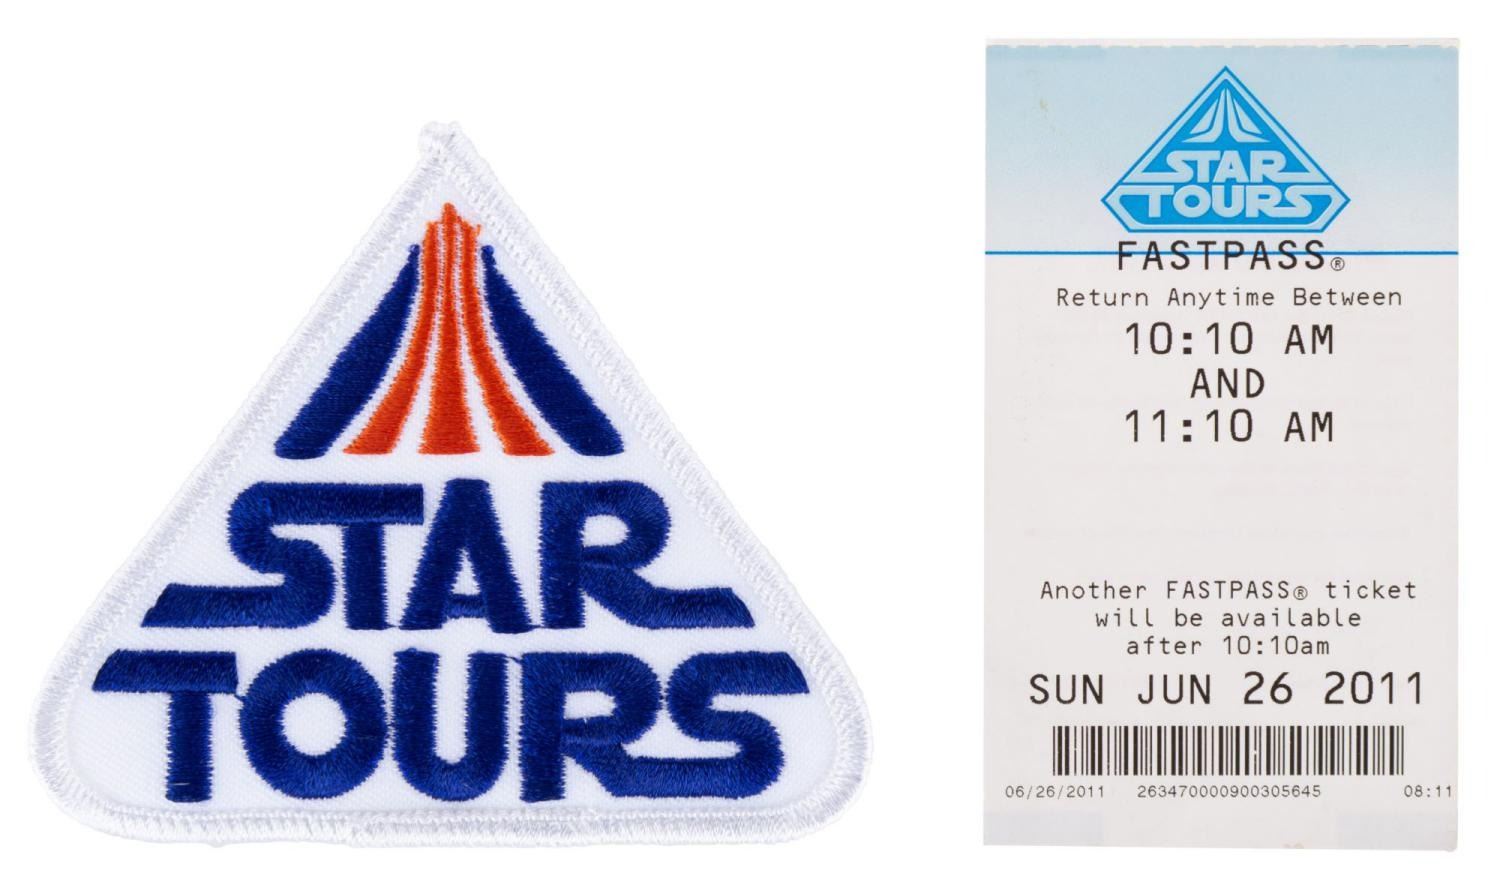 STAR
TOURS
STAR
TOURS
FASTPASS®
Return Anytime Between
10:10 AM
AND
11:10 AM
Another FASTPASS® ticket
will be available
after 10:10am
SUN JUN 26 2011
06/26/2011 263470000900305645 08:11